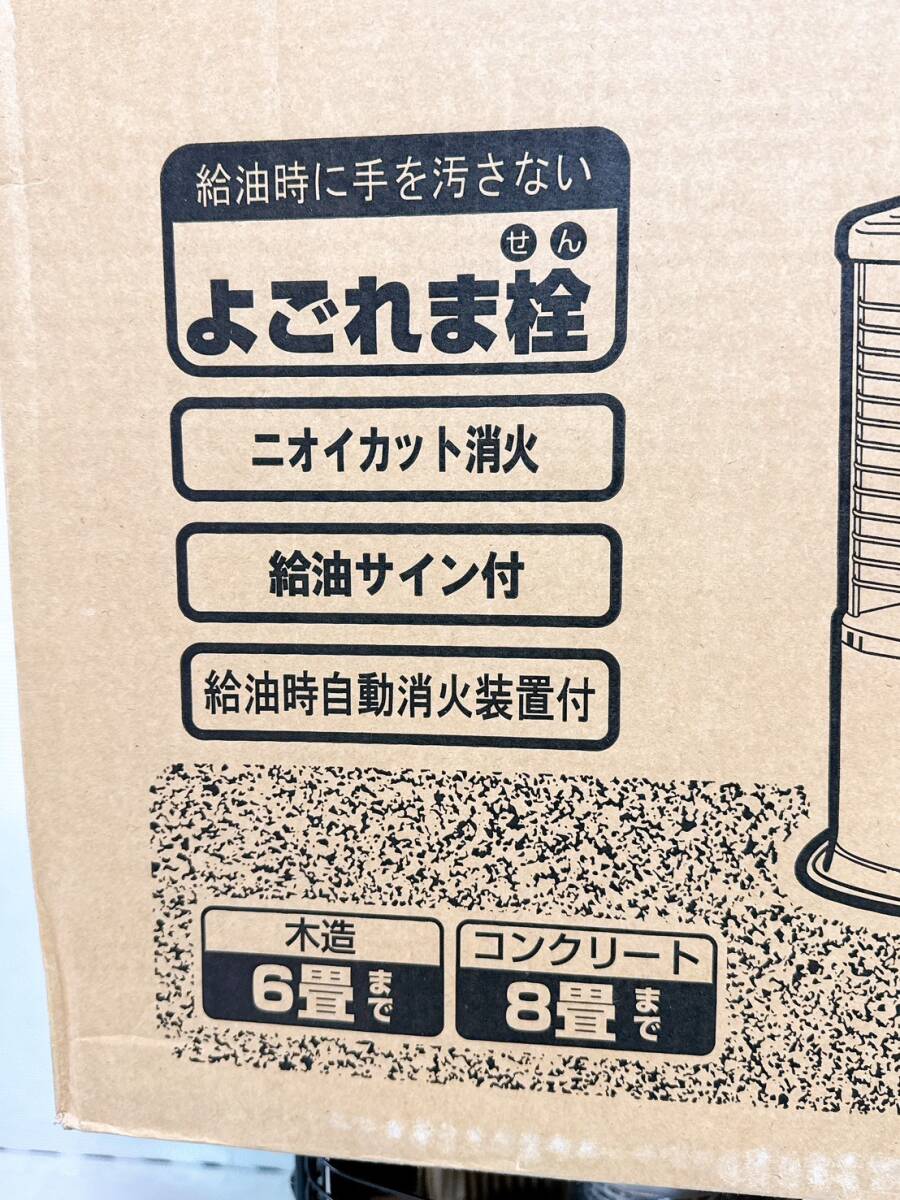 給油時に手を汚さない
せん
よごれま栓
ニオイカット消火
給油サイン付
給油時自動消火装置付
木造
6畳まで
コンクリート
8畳まで